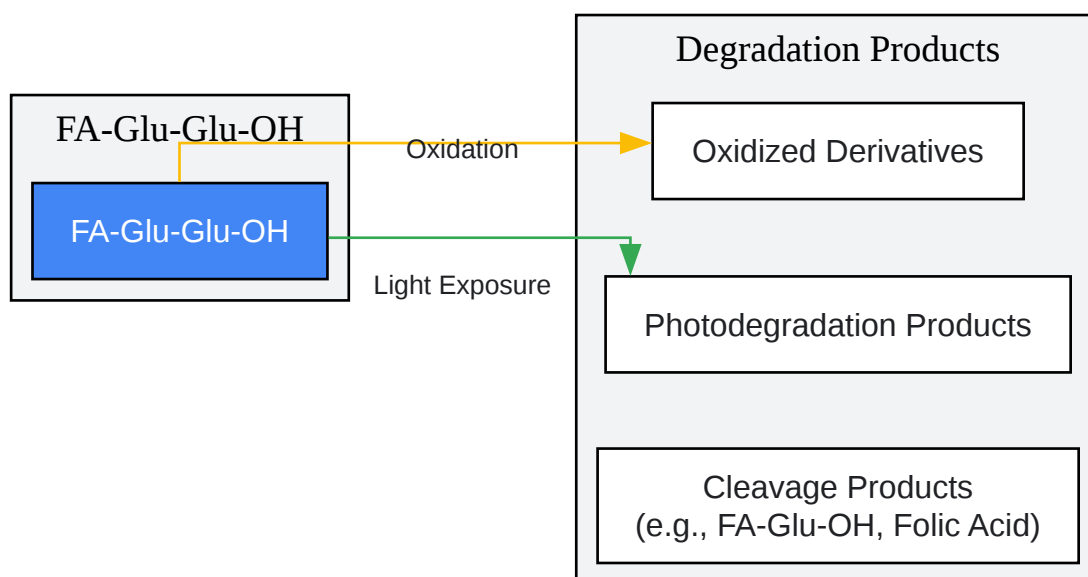 FA-Glu-Glu-OH
FA-Glu-Glu-OH
Oxidation
Light Exposure
Degradation Products
Oxidized Derivatives
Photodegradation Products
Cleavage Products
(e.g., FA-Glu-OH, Folic Acid)